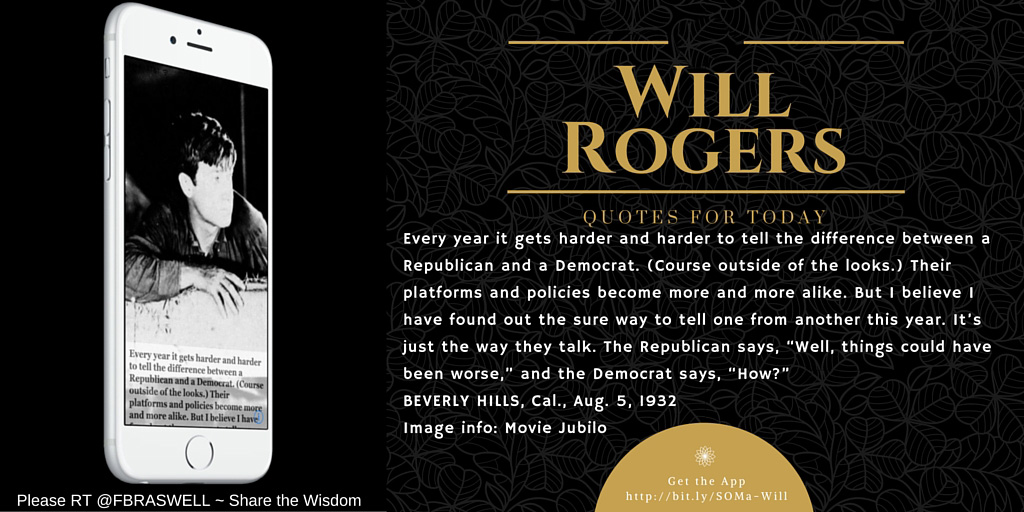 WILL
ROGERS
QUOTES FOR TODAY
Every year it gets harder and harder to tell the difference between a
Republican and a Democrat. (Course outside of the looks.) Their
platforms and policies become more and more alike. But I believe I
have found out the sure way to tell one from another this year. It's
just the way they talk. The Republican says, "Well, things could have
been worse," and the Democrat says, "How?"
BEVERLY HILLS, Cal., Aug. 5, 1932
Image info: Movie Jubilo
Get the App
http://bit.ly/SOMa-Will
Every year it gets harder and harder
to tell the difference between a
Republican and a Democrat. (Course
outside of the looks.) Their
platforms and policies become more
and more alike. But I believe I have
Please RT @FBRASWELL ~ Share the Wisdom